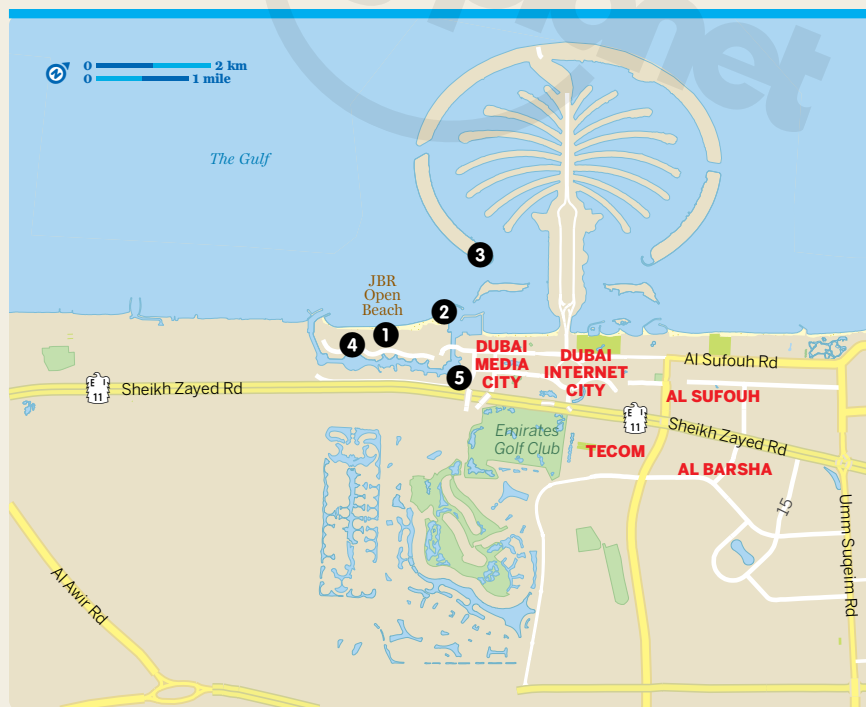 planet
N
0 2 km
0 1 mile
The Gulf
3
JBR
Open
Beach
2
1
4
5
DUBAI
MEDIA
CITY
DUBAI
INTERNET
CITY
Al Sufouh Rd
E I
11
Sheikh Zayed Rd
AL SUFOUH
E I
11
Sheikh Zayed Rd
Emirates
Golf Club
TECOM
AL BARSHA
15
Umm Suqeim Rd
Al Awir Rd